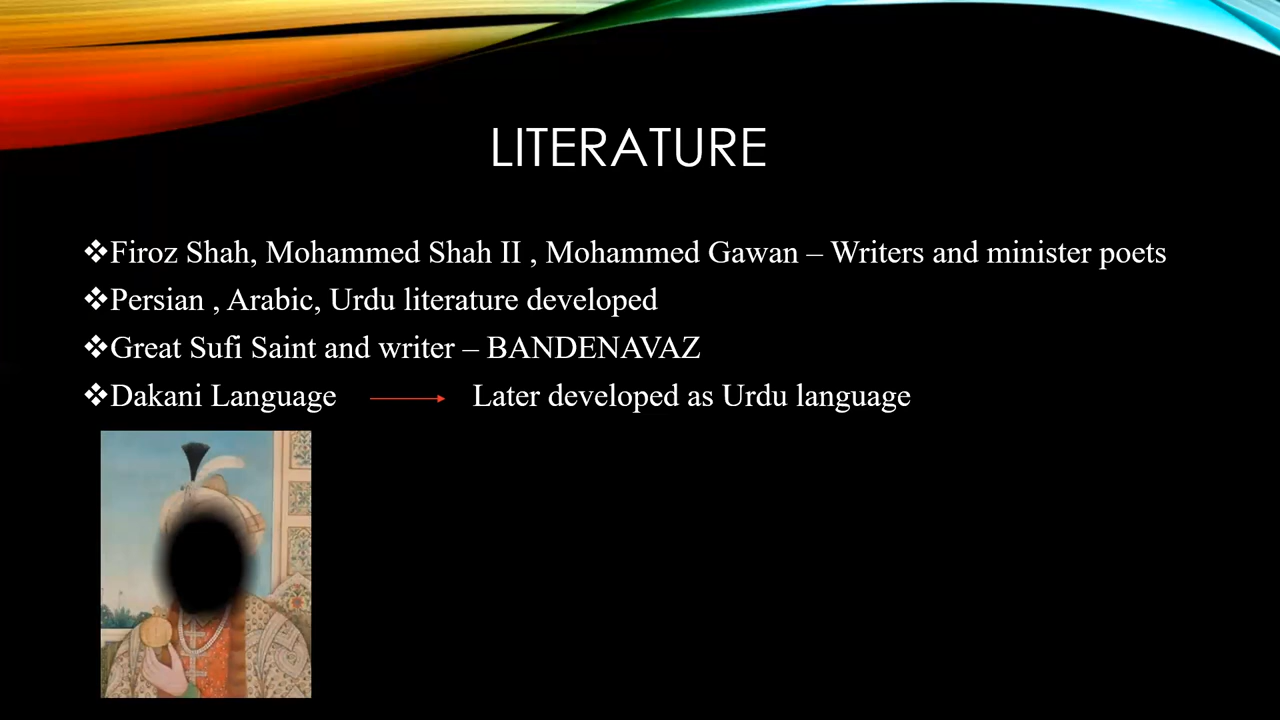 LITERATURE
❖Firoz Shah, Mohammed Shah II , Mohammed Gawan – Writers and minister poets
❖Persian , Arabic, Urdu literature developed
❖Great Sufi Saint and writer – BANDENAVAZ
❖Dakani Language → Later developed as Urdu language